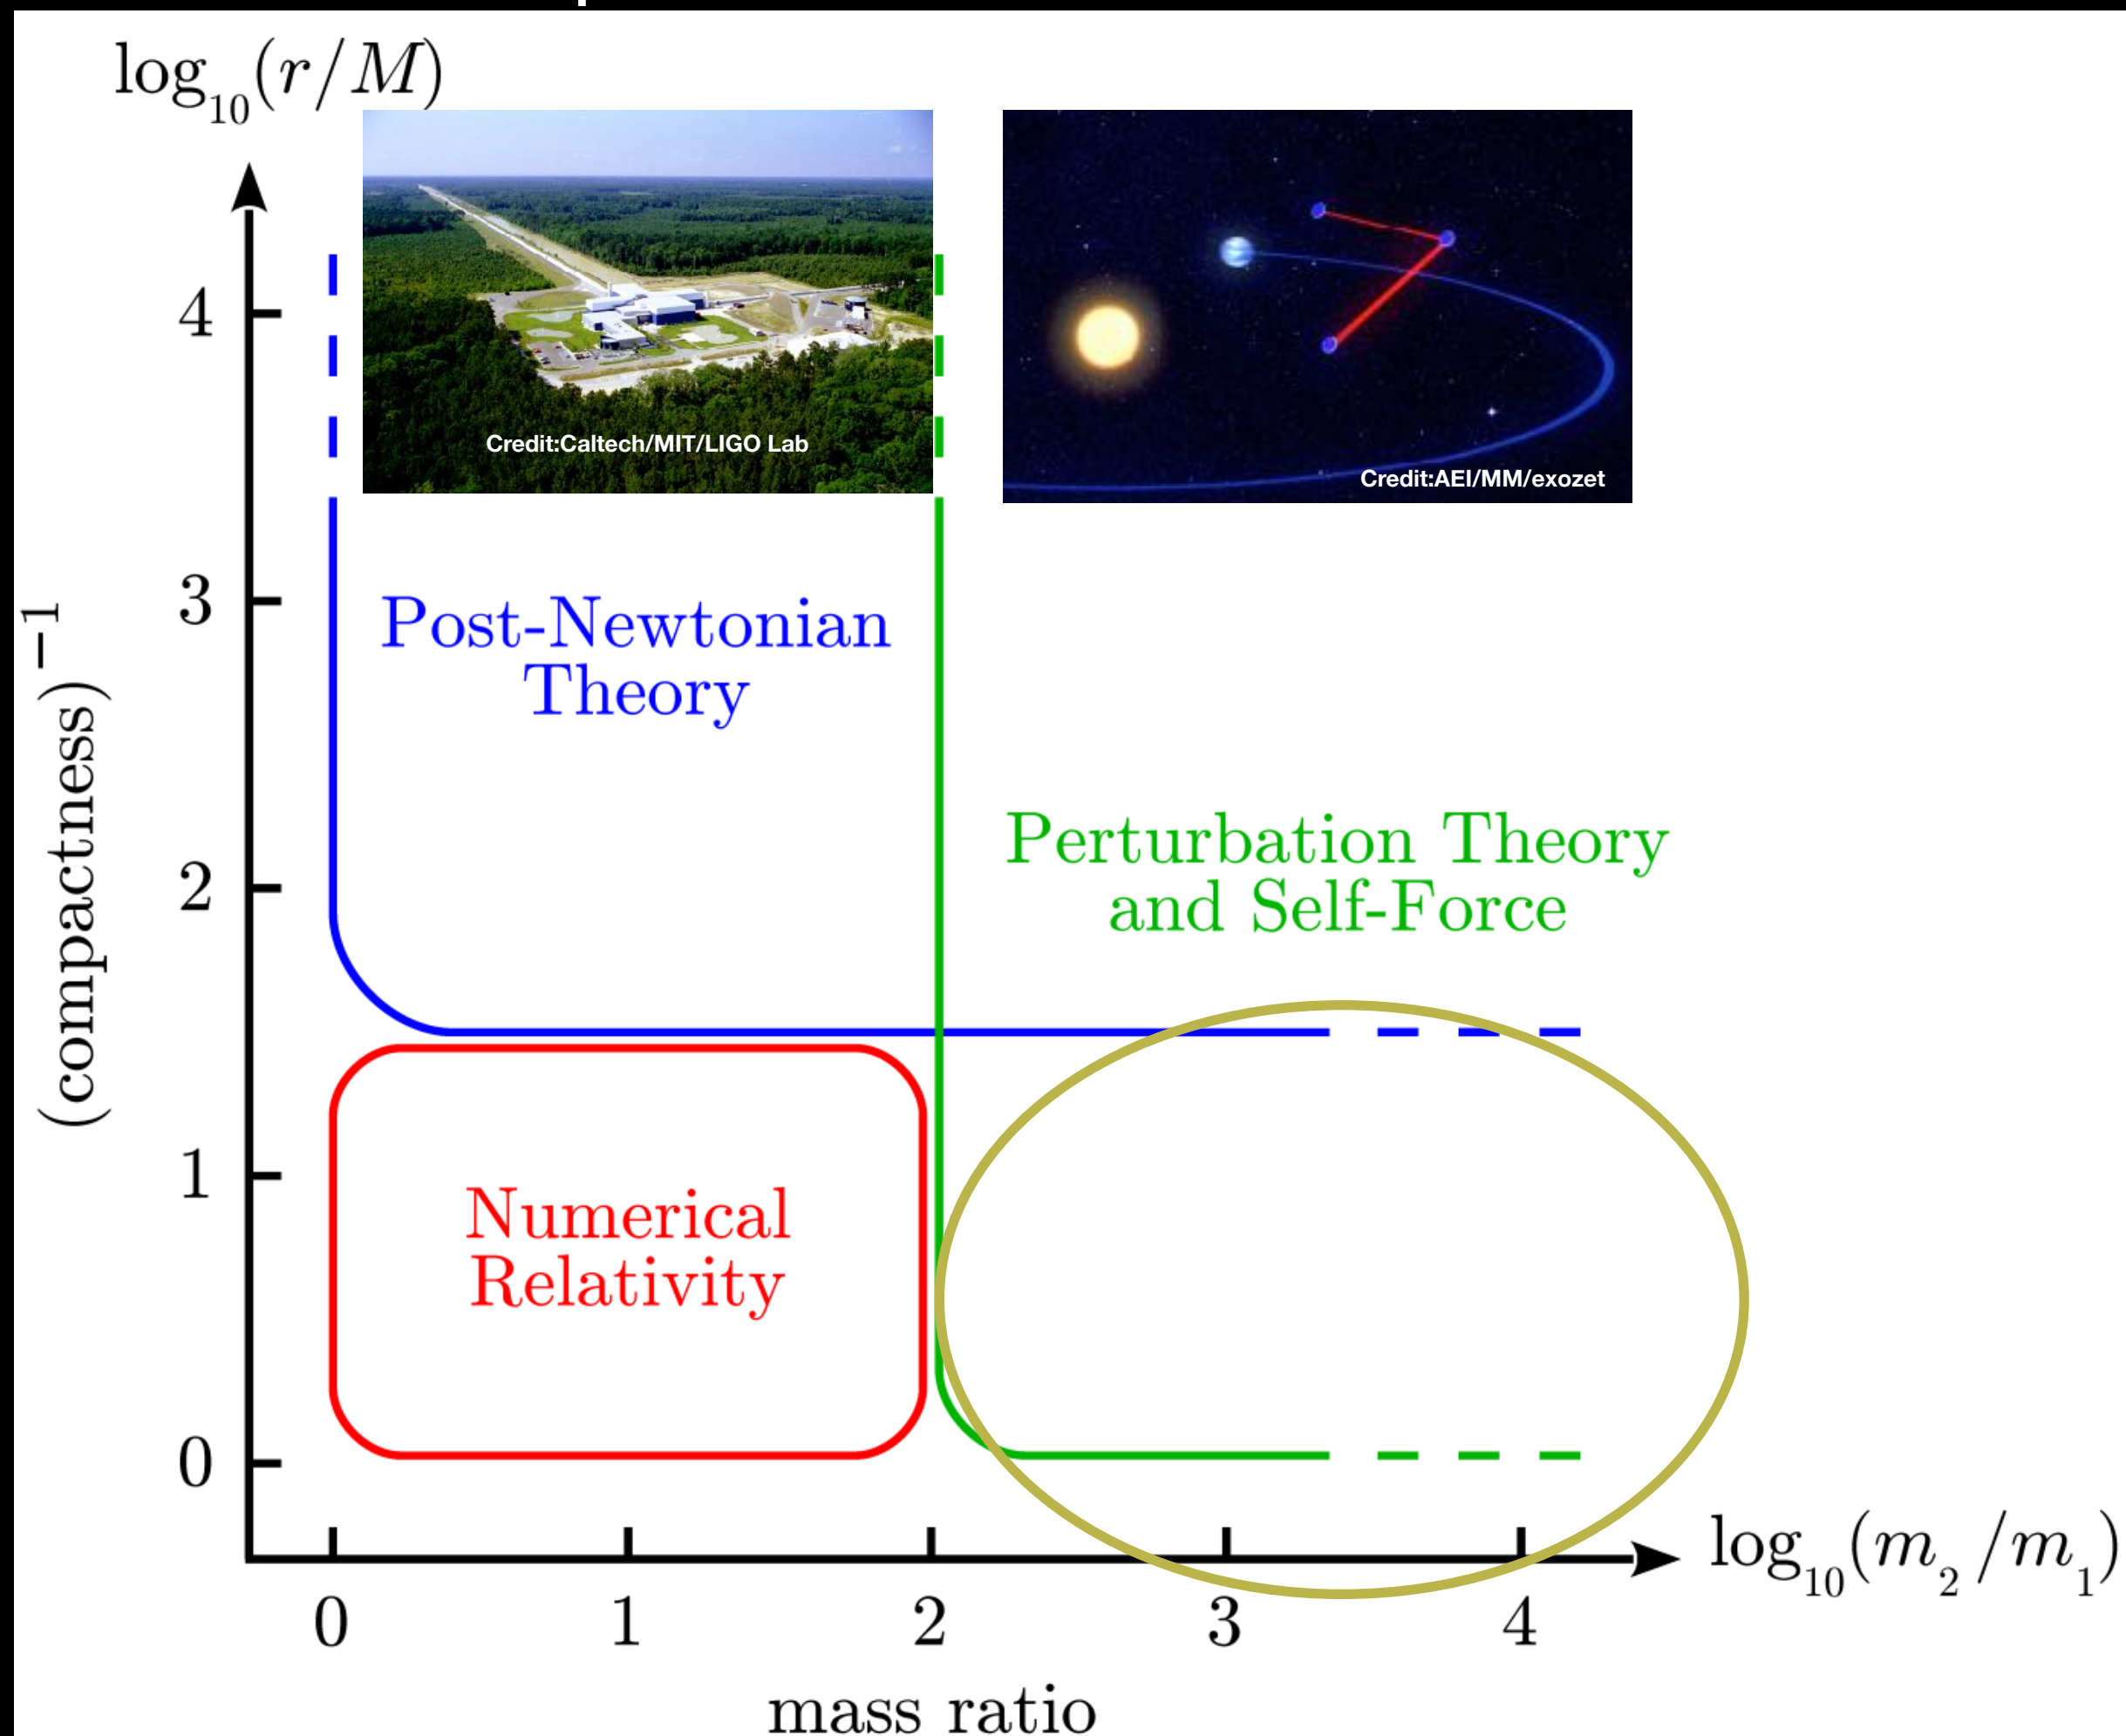 log₁₀(r/M)
Credit:Caltech/MIT/LIGO Lab
Credit:AEI/MM/exozet
4
3
2
1
0
(compactness)⁻¹
Post-Newtonian
Theory
Perturbation Theory
and Self-Force
Numerical
Relativity
log₁₀(m₂/m₁)
0 1 2 3 4
mass ratio